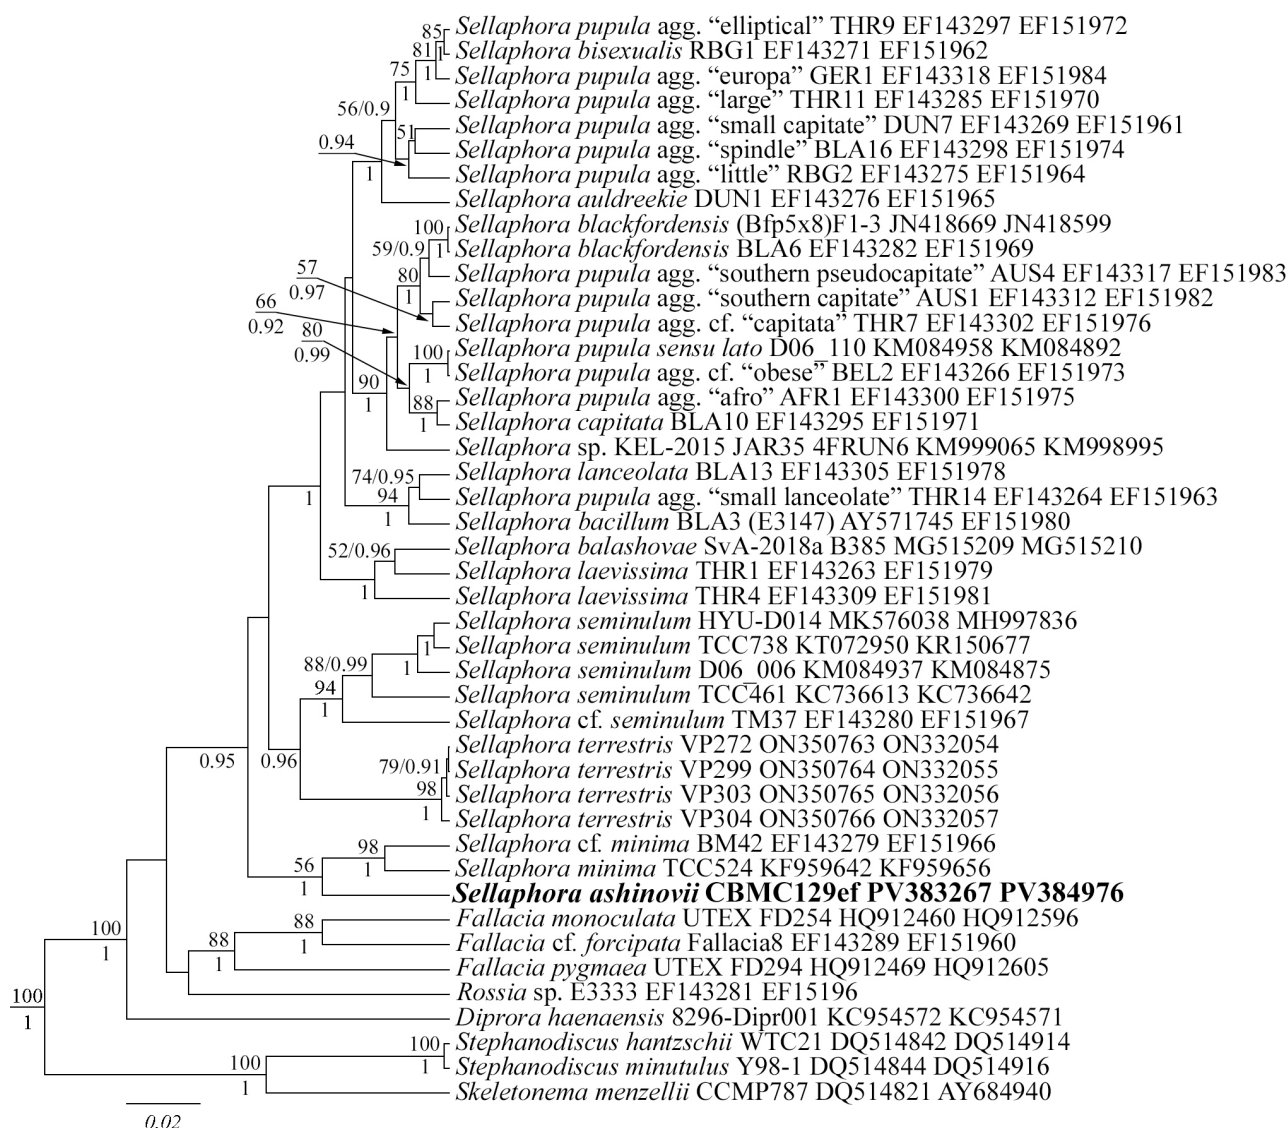 Sellaphora pupula agg. “elliptical” THR9 EF143297 EF151972
85
Sellaphora bisexualis RBG1 EF143271 EF151962
81
1
Sellaphora pupula agg. “europa” GER1 EF143318 EF151984
75
1
Sellaphora pupula agg. “large” THR11 EF143285 EF151970
1
56/0.9
Sellaphora pupula agg. “small capitate” DUN7 EF143269 EF151961
51
Sellaphora pupula agg. “spindle” BLA16 EF143298 EF151974
0.94
Sellaphora pupula agg. “little” RBG2 EF143275 EF151964
1
Sellaphora auldreekie DUN1 EF143276 EF151965
Sellaphora blackfordensis (Bfp5x8)F1-3 JN418669 JN418599
100
Sellaphora blackfordensis BLA6 EF143282 EF151969
59/0.9
1
Sellaphora pupula agg. “southern pseudocapitate” AUS4 EF143317 EF151983
57
80
0.97
1
Sellaphora pupula agg. “southern capitate” AUS1 EF143312 EF151982
66
Sellaphora pupula agg. cf. “capitata” THR7 EF143302 EF151976
0.92
80
Sellaphora pupula sensu lato D06_110 KM084958 KM084892
0.99
100
Sellaphora pupula agg. cf. “obese” BEL2 EF143266 EF151973
1
90
Sellaphora pupula agg. “afro” AFR1 EF143300 EF151975
1
88
Sellaphora capitata BLA10 EF143295 EF151971
1
Sellaphora sp. KEL-2015 JAR35 4FRUN6 KM999065 KM998995
Sellaphora lanceolata BLA13 EF143305 EF151978
74/0.95
Sellaphora pupula agg. “small lanceolate” THR14 EF143264 EF151963
1
94
Sellaphora bacillum BLA3 (E3147) AY571745 EF151980
1
Sellaphora balashovae SvA-2018a B385 MG515209 MG515210
52/0.96
Sellaphora laevissima THR1 EF143263 EF151979
1
Sellaphora laevissima THR4 EF143309 EF151981
Sellaphora seminulum HYU-D014 MK576038 MH997836
Sellaphora seminulum TCC738 KT072950 KR150677
1
Sellaphora seminulum D06_006 KM084937 KM084875
88/0.99
1
Sellaphora seminulum TCC461 KC736613 KC736642
94
1
Sellaphora cf. seminulum TM37 EF143280 EF151967
Sellaphora terrestris VP272 ON350763 ON332054
0.95
0.96
79/0.91
Sellaphora terrestris VP299 ON350764 ON332055
98
Sellaphora terrestris VP303 ON350765 ON332056
1
Sellaphora terrestris VP304 ON350766 ON332057
Sellaphora cf. minima BM42 EF143279 EF151966
98
Sellaphora minima TCC524 KF959642 KF959656
56
1
Sellaphora ashinovii CBMC129ef PV383267 PV384976
1
Fallacia monoculata UTEX FD254 HQ912460 HQ912596
88
Fallacia cf. forcipata Fallacia8 EF143289 EF151960
100
88
1
Fallacia pygmaea UTEX FD294 HQ912469 HQ912605
1
1
Rossia sp. E3333 EF143281 EF15196
100
Diprora haenaensis 8296-Dipr001 KC954572 KC954571
1
Stephanodiscus hantzschii WTC21 DQ514842 DQ514914
100
Stephanodiscus minutulus Y98-1 DQ514844 DQ514916
100
1
Skeletonema menzellii CCMP787 DQ514821 AY684940
1
0.02